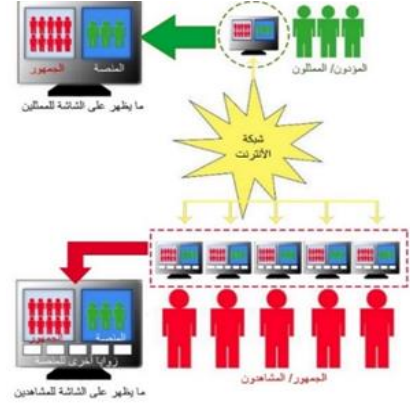 المنصة
الجمهور
المؤدون/ الممثلون
ما يظهر على الشاشة للممثلين
شبكة
الأنترنت
المنصة
الجمهور
زوايا أخرى للمنصة
الجمهور/ المشاهدون
ما يظهر على الشاشة للمشاهدين